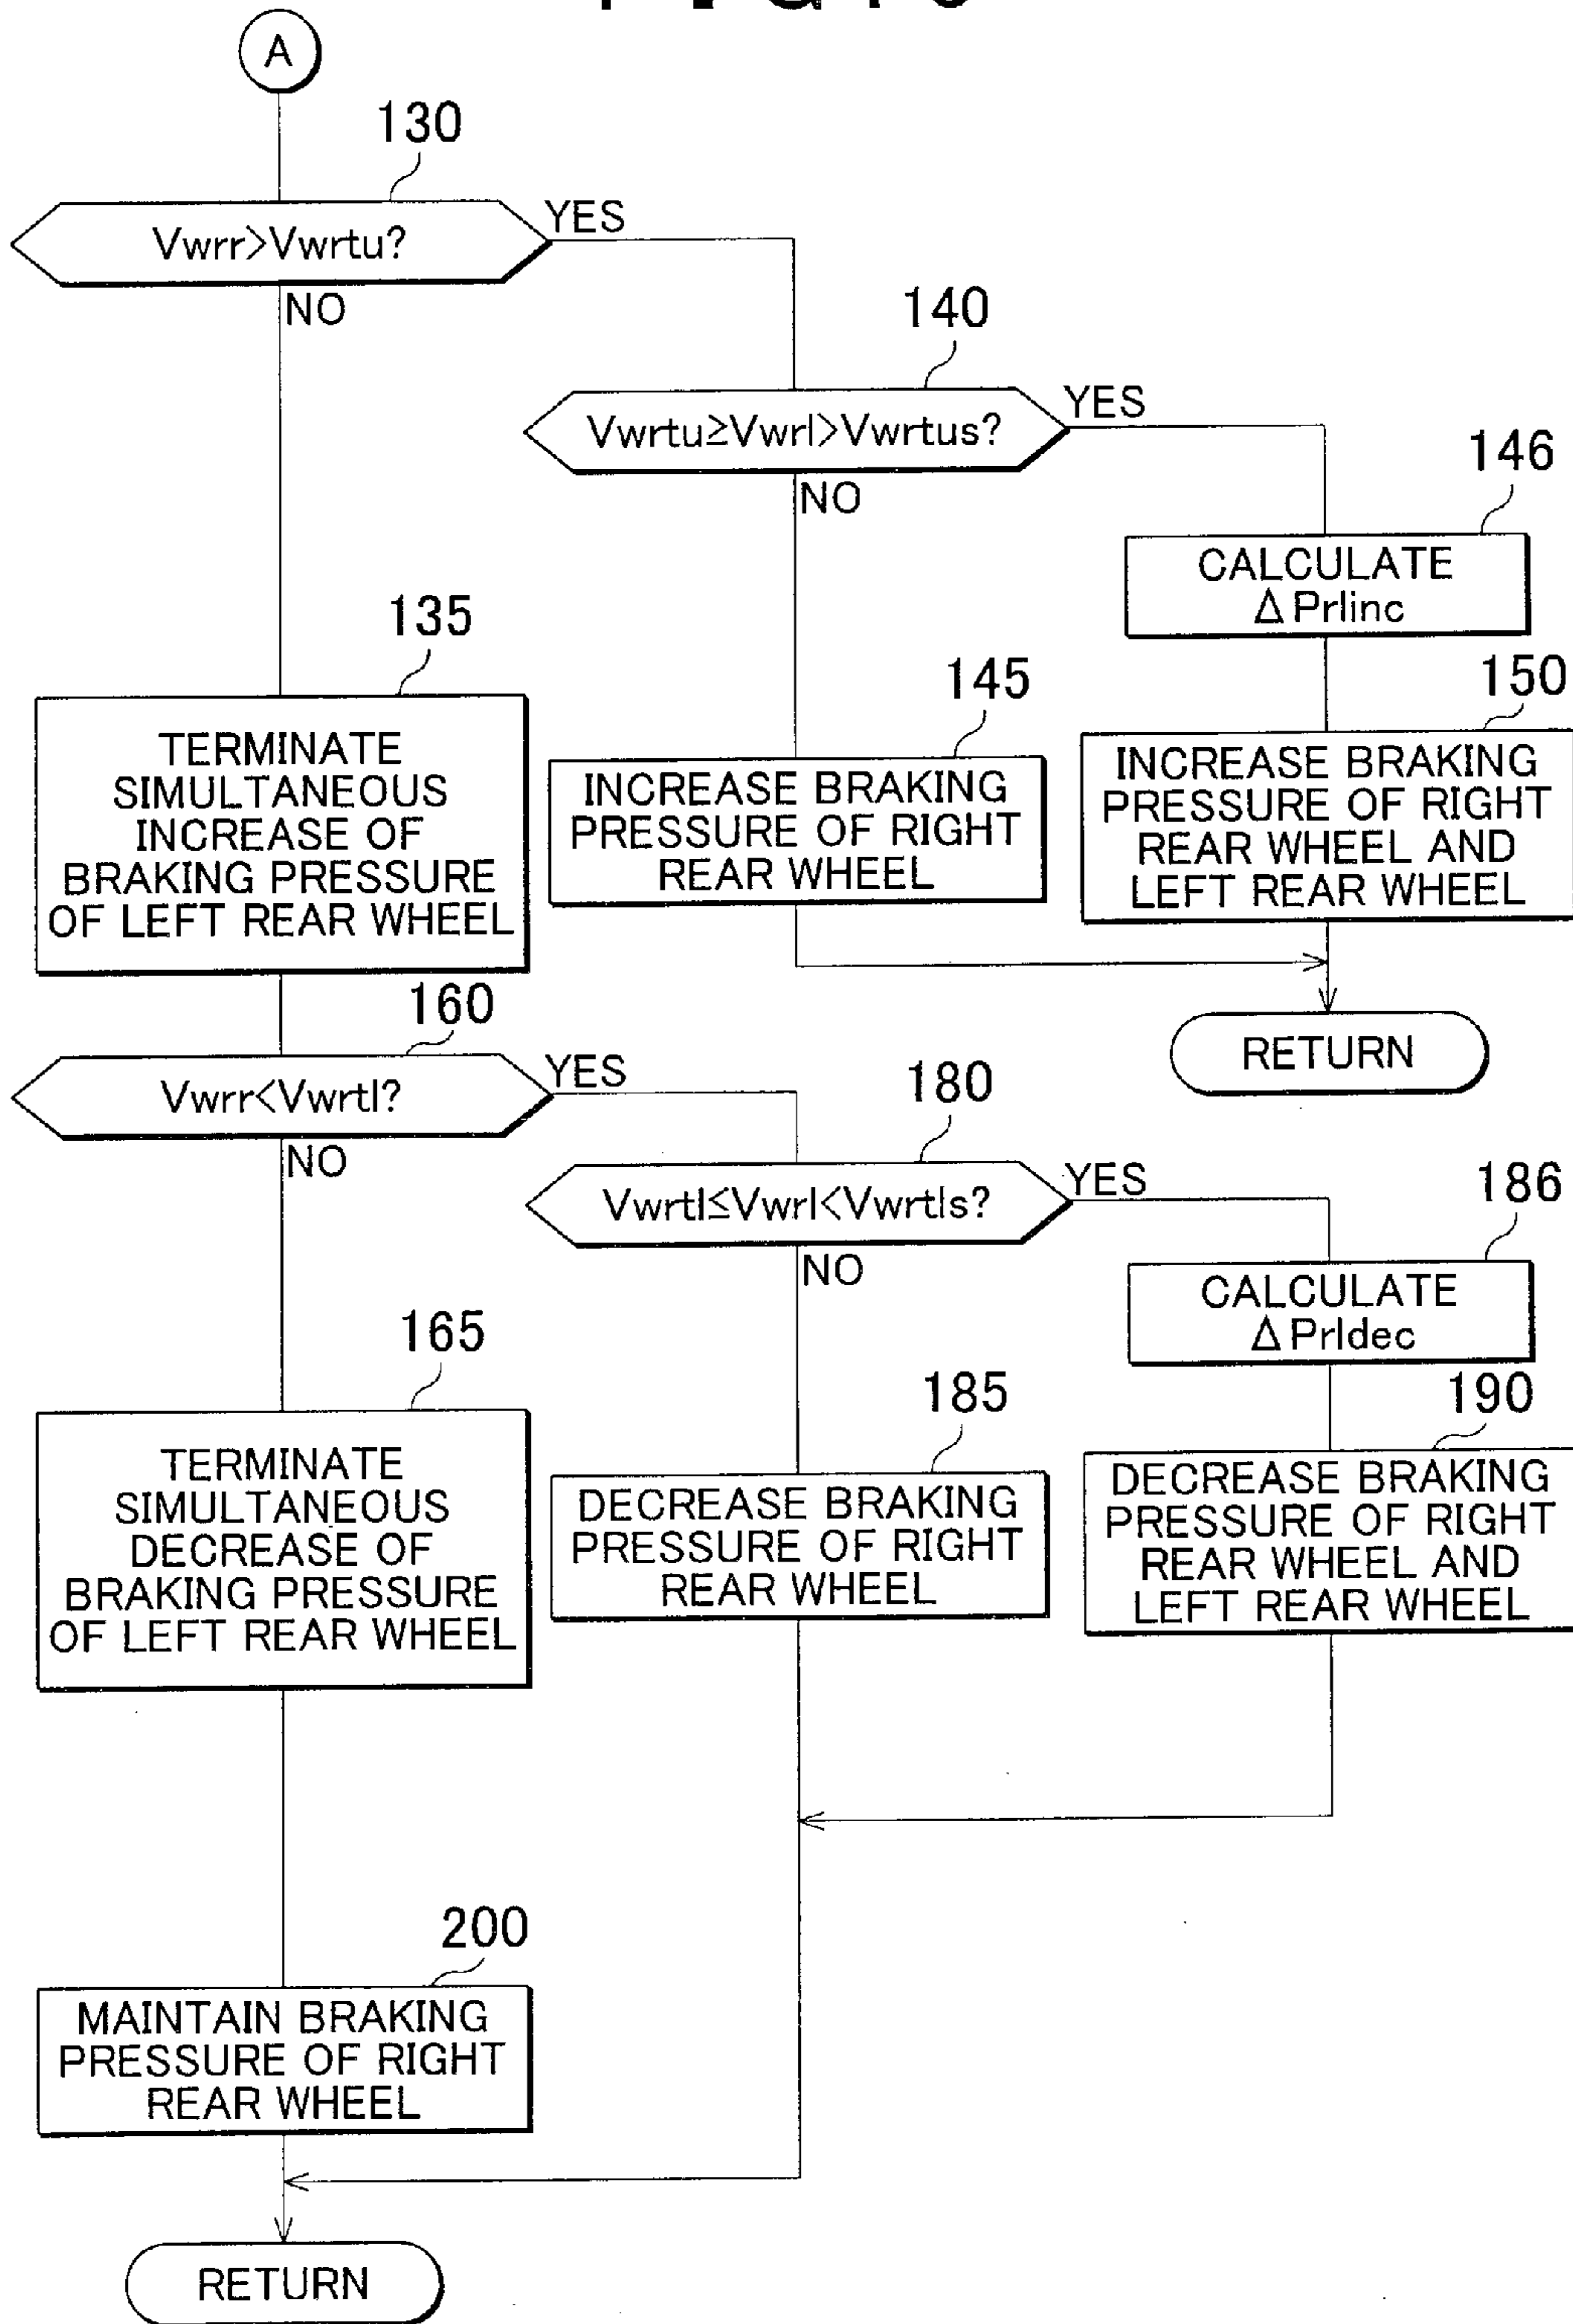 A
130
Vwrr>Vwrtu?
YES
NO
140
Vwrtu≥Vwrl>Vwrtus?
YES
NO
146
CALCULATE
ΔPrlinc
135
TERMINATE
SIMULTANEOUS
INCREASE OF
BRAKING PRESSURE
OF LEFT REAR WHEEL
145
INCREASE BRAKING
PRESSURE OF RIGHT
REAR WHEEL
150
INCREASE BRAKING
PRESSURE OF RIGHT
REAR WHEEL AND
LEFT REAR WHEEL
RETURN
160
Vwrr<Vwrtl?
YES
NO
180
Vwrtl≤Vwrl<Vwrtls?
YES
NO
186
CALCULATE
ΔPrldec
165
TERMINATE
SIMULTANEOUS
DECREASE OF
BRAKING PRESSURE
OF LEFT REAR WHEEL
185
DECREASE BRAKING
PRESSURE OF RIGHT
REAR WHEEL
190
DECREASE BRAKING
PRESSURE OF RIGHT
REAR WHEEL AND
LEFT REAR WHEEL
200
MAINTAIN BRAKING
PRESSURE OF RIGHT
REAR WHEEL
RETURN